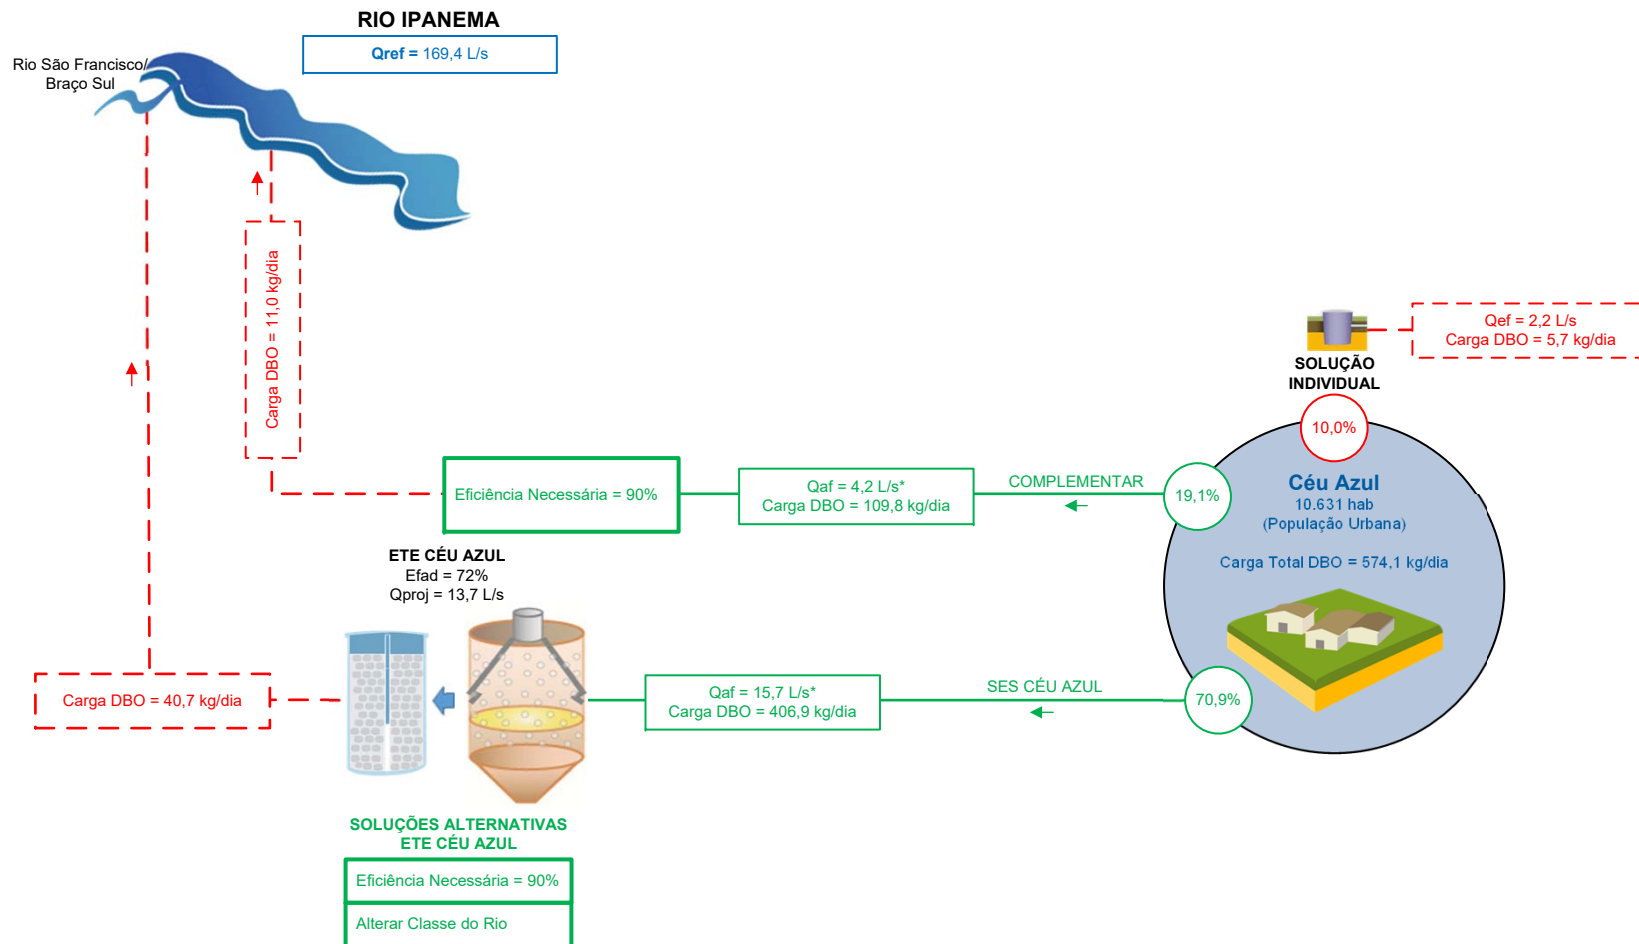 RIO IPANEMA
Qref = 169,4 L/s
Rio São Francisco/
Braço Sul
Carga DBO = 11,0 kg/dia
Qef = 2,2 L/s
Carga DBO = 5,7 kg/dia
SOLUÇÃO
INDIVIDUAL
10,0%
Eficiência Necessária = 90%
Qaf = 4,2 L/s*
Carga DBO = 109,8 kg/dia
COMPLEMENTAR
19,1%
Céu Azul
10.631 hab
(População Urbana)
Carga Total DBO = 574,1 kg/dia
ETE CÉU AZUL
Efad = 72%
Qproj = 13,7 L/s
Carga DBO = 40,7 kg/dia
Qaf = 15,7 L/s*
Carga DBO = 406,9 kg/dia
SES CÉU AZUL
70,9%
SOLUÇÕES ALTERNATIVAS
ETE CÉU AZUL
Eficiência Necessária = 90%
Alterar Classe do Rio